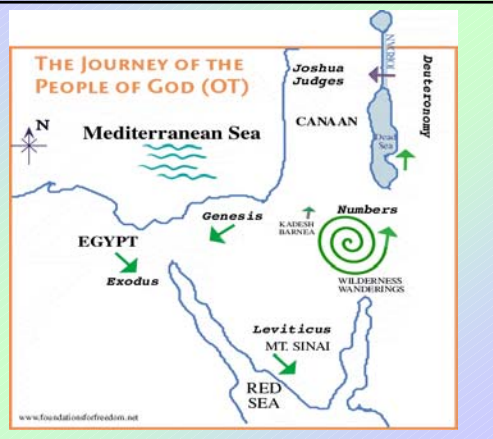 THE JOURNEY OF THE
PEOPLE OF GOD (OT)
JORDAN
Joshua
Judges
Deuteronomy
N
Mediterranean Sea
CANAAN
Dead
Sea
Genesis
KADESH
BARNEA
Numbers
EGYPT
Exodus
WILDERNESS
WANDERINGS
Leviticus
MT. SINAI
RED
SEA
www.foundationsforfreedom.net